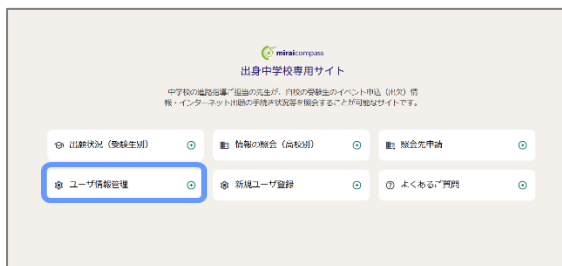 miraicompass
出身中学校専用サイト
中学校の進路指導ご担当の先生が、自校の受験生のイベント申込（出欠）情
報・インターネット出願の手続き状況等を照会することが可能なサイトです。
出願状況（受験生別）
情報の照会（高校別）
照会先申請
ユーザ情報管理
新規ユーザ登録
よくあるご質問